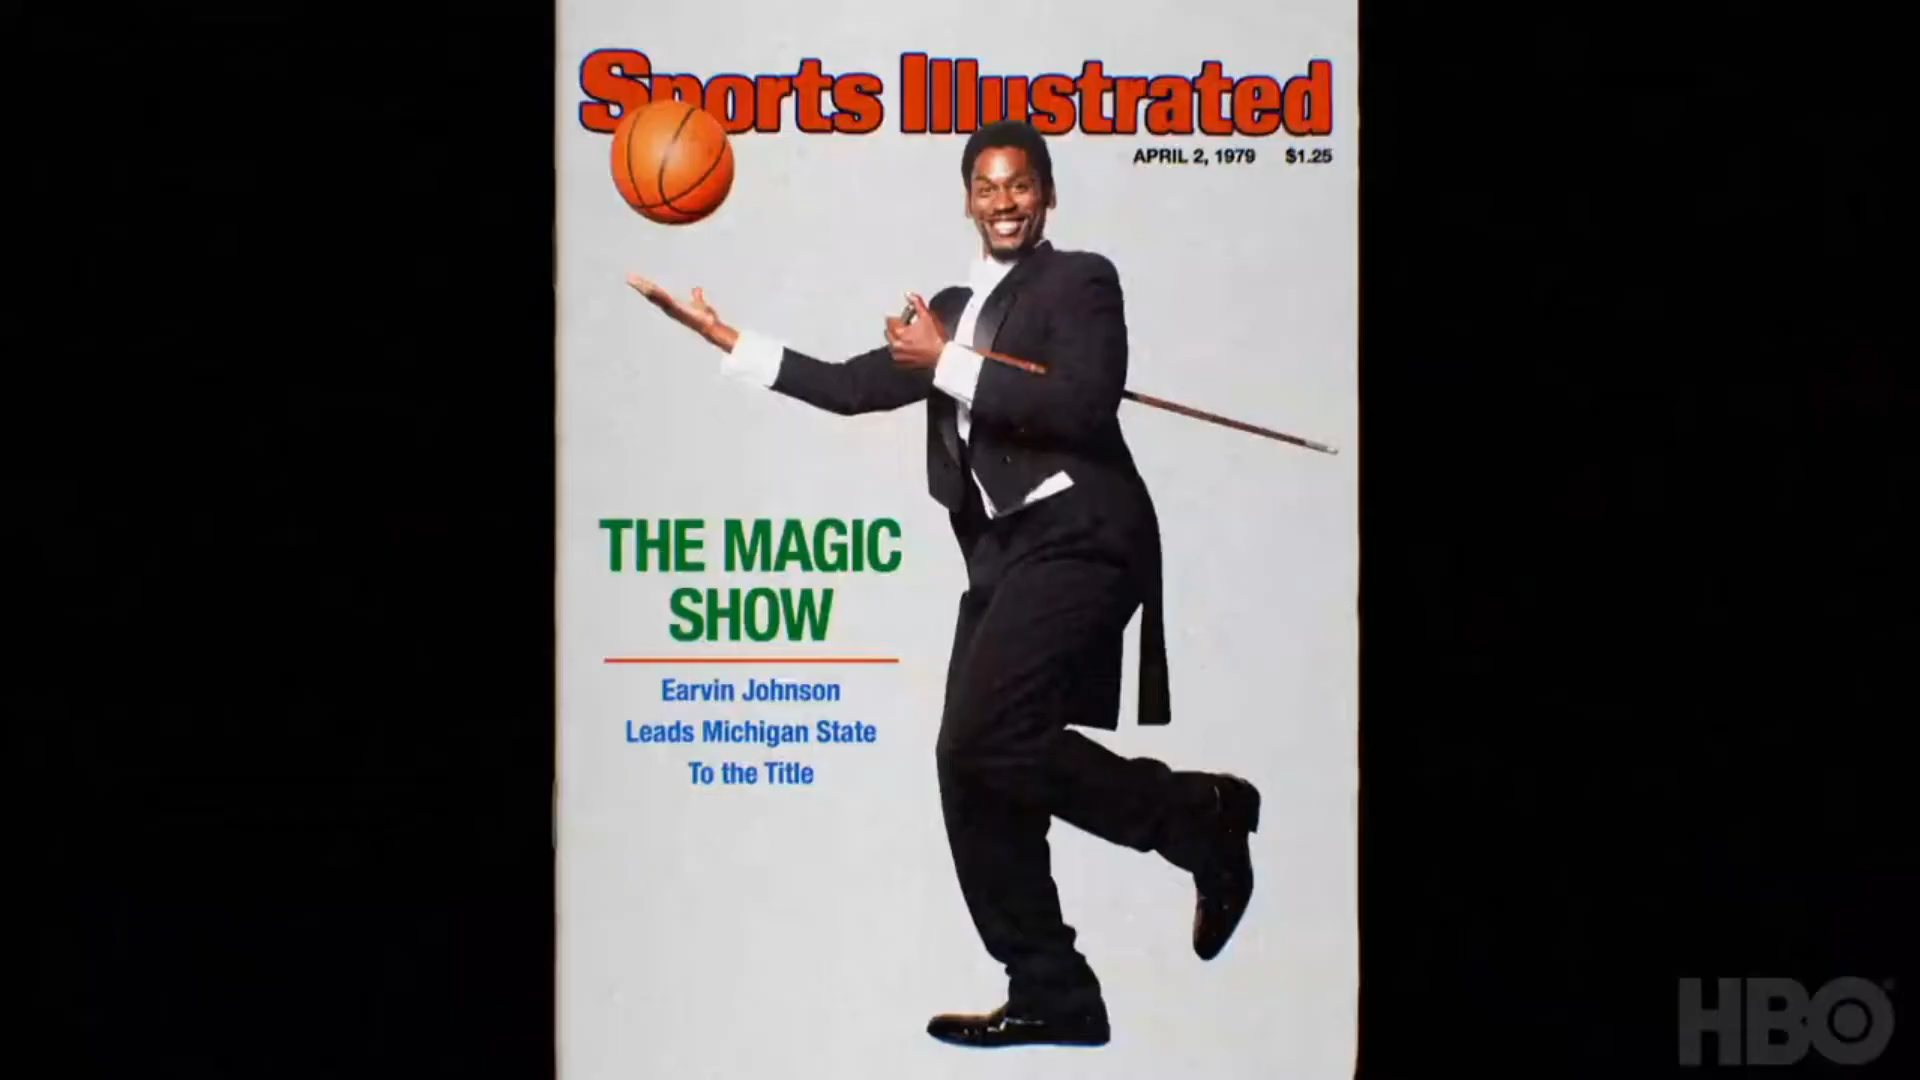 Sports Illustrated
APRIL 2, 1979 $1.25
THE MAGIC
SHOW
Earvin Johnson
Leads Michigan State
To the Title
HBO